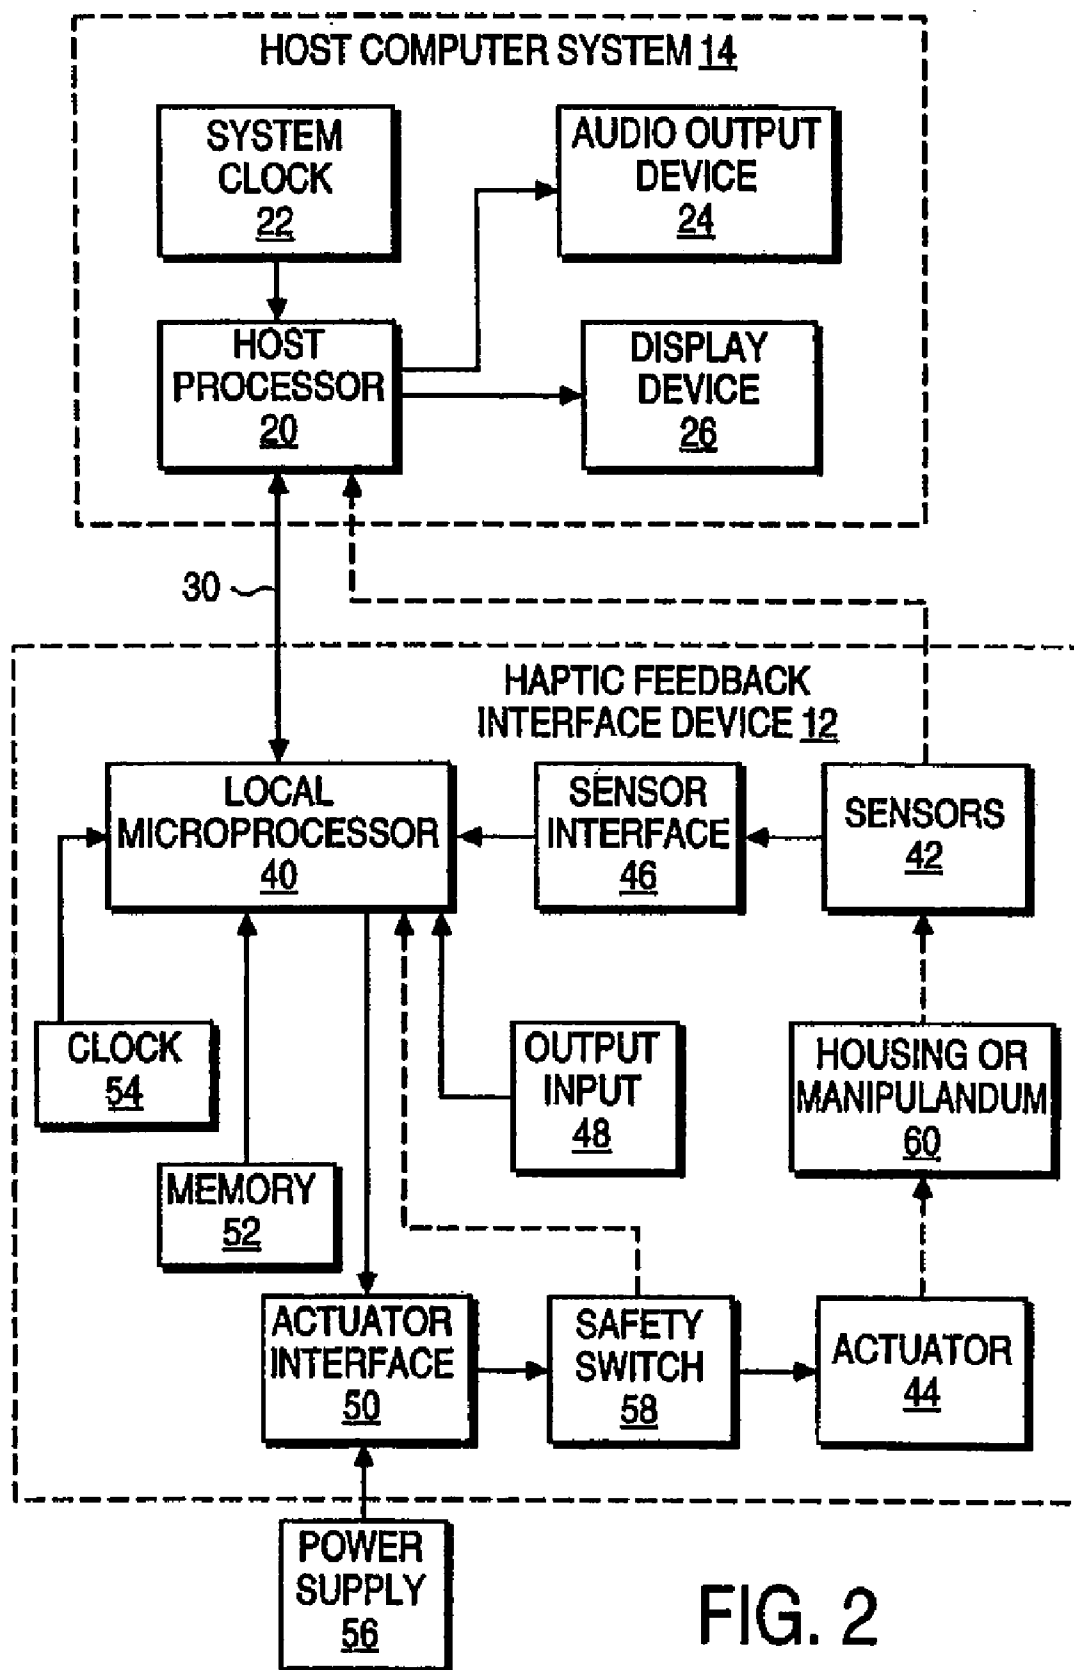 HOST COMPUTER SYSTEM 14
SYSTEM
CLOCK
22
AUDIO OUTPUT
DEVICE
24
HOST
PROCESSOR
20
DISPLAY
DEVICE
26
30
HAPTIC FEEDBACK
INTERFACE DEVICE 12
LOCAL
MICROPROCESSOR
40
SENSOR
INTERFACE
46
SENSORS
42
CLOCK
54
OUTPUT
INPUT
48
HOUSING OR
MANIPULANDUM
60
MEMORY
52
ACTUATOR
INTERFACE
50
SAFETY
SWITCH
58
ACTUATOR
44
POWER
SUPPLY
56
FIG. 2